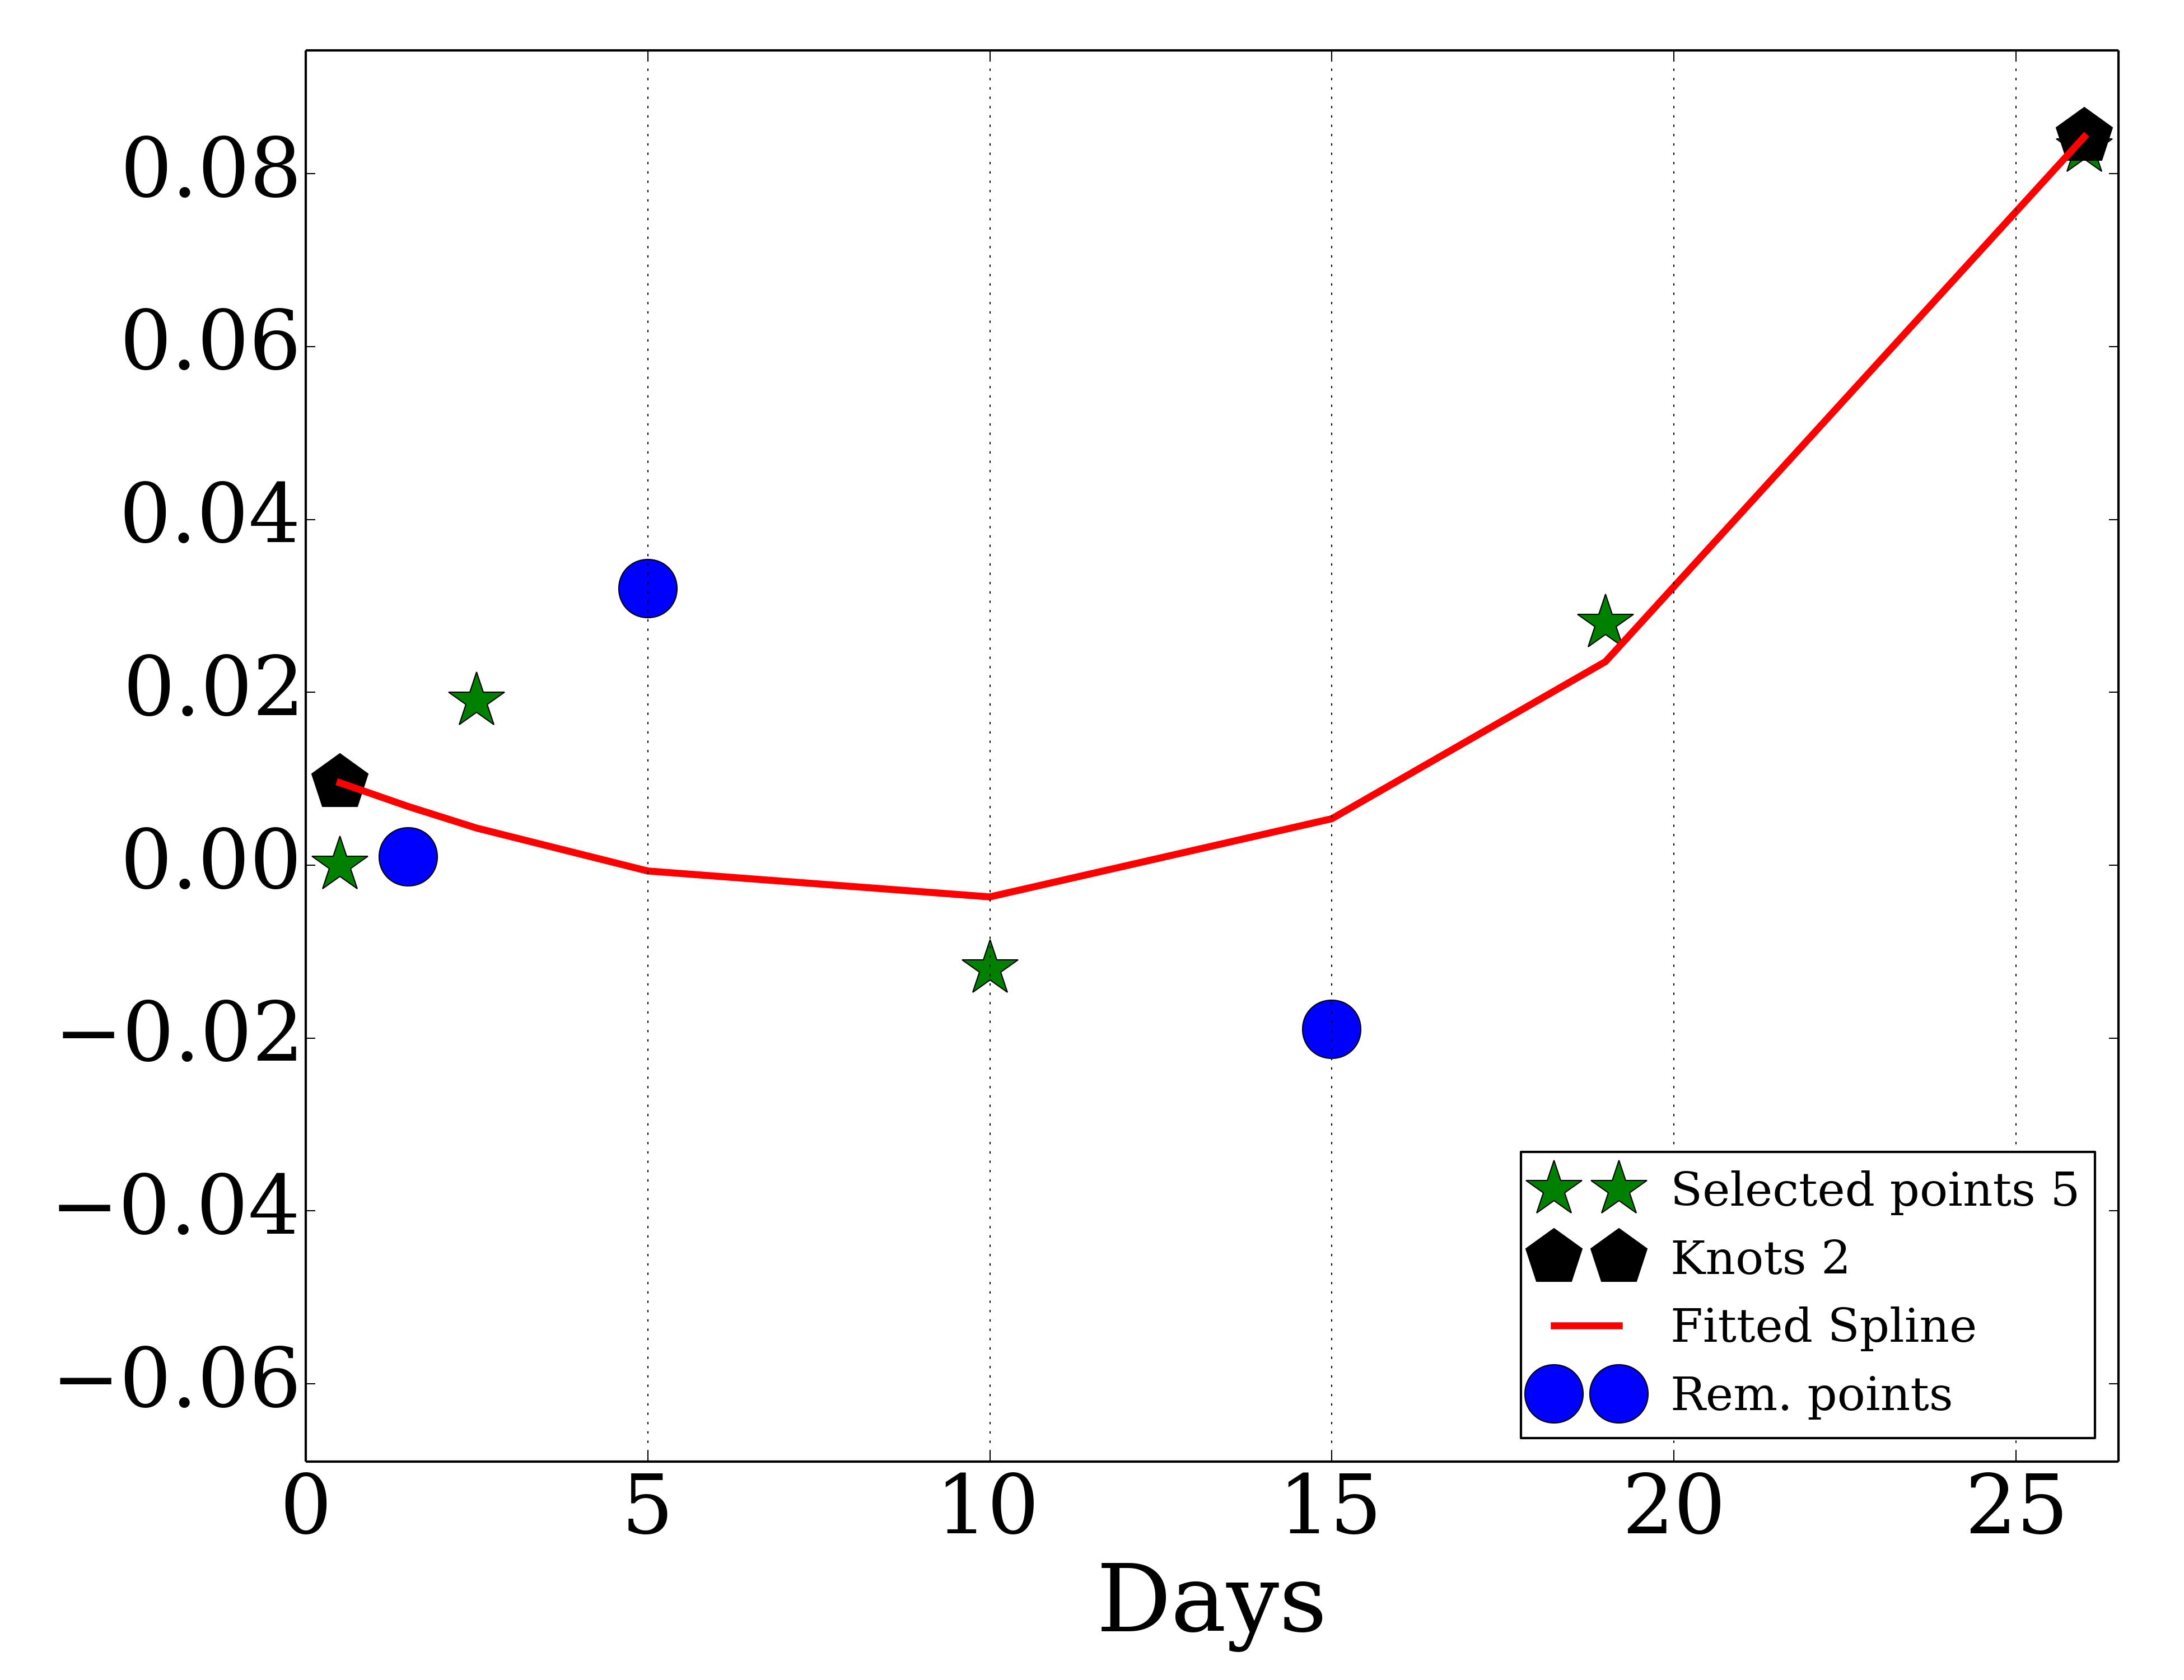 0.08
0.06
0.04
0.02
0.00
−0.02
−0.04
−0.06
Selected points 5
Knots 2
Fitted Spline
Rem. points
0 5 10 15 20 25
Days